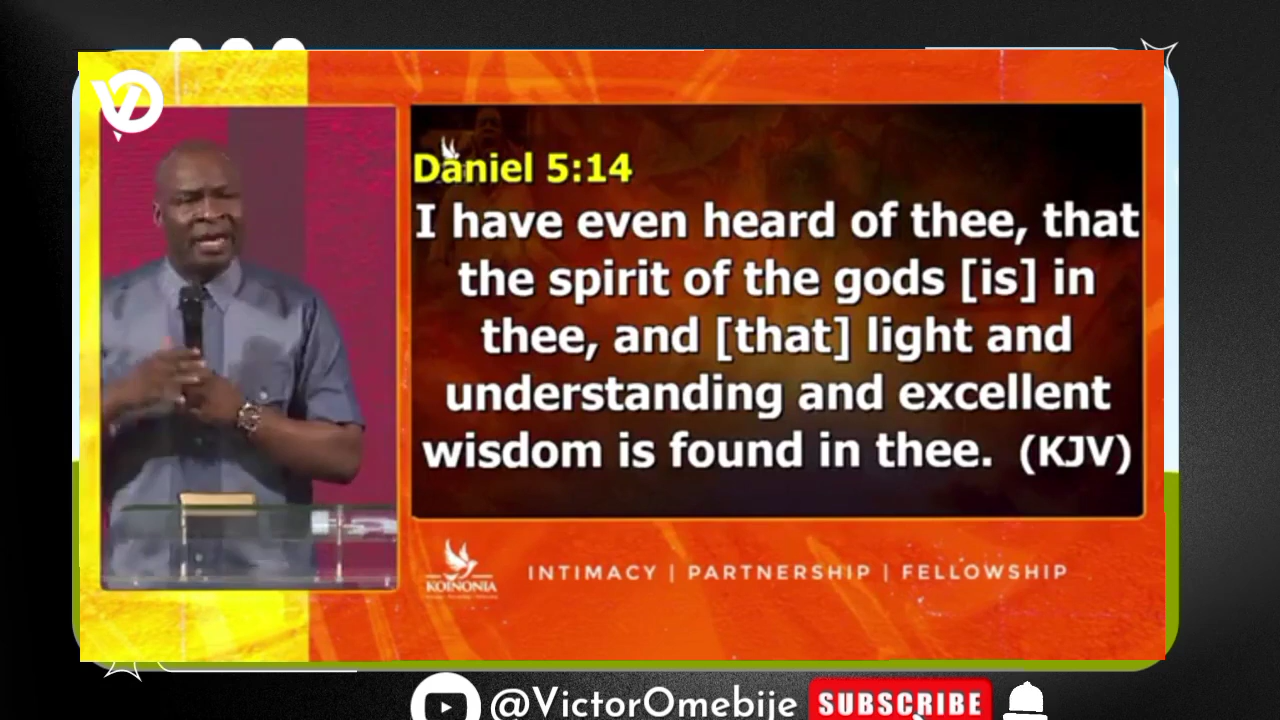 Daniel 5:14
I have even heard of thee, that
the spirit of the gods [is] in
thee, and [that] light and
understanding and excellent
wisdom is found in thee. (KJV)
KOINONIA
INTIMACY | PARTNERSHIP | FELLOWSHIP
@VictorOmebije SUBSCRIBE